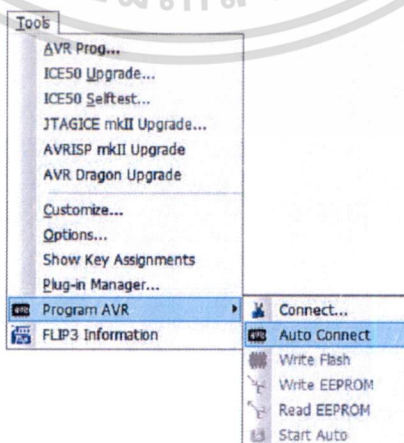 Tools
AVR Prog...
ICE50 Upgrade...
ICE50 Selftest...
JTAGICE mkII Upgrade...
AVRISP mkII Upgrade
AVR Dragon Upgrade
Customize...
Options...
Show Key Assignments
Plug-in Manager...
Program AVR
FLIP3 Information
Connect...
Auto Connect
Write Flash
Write EEPROM
Read EEPROM
Start Auto